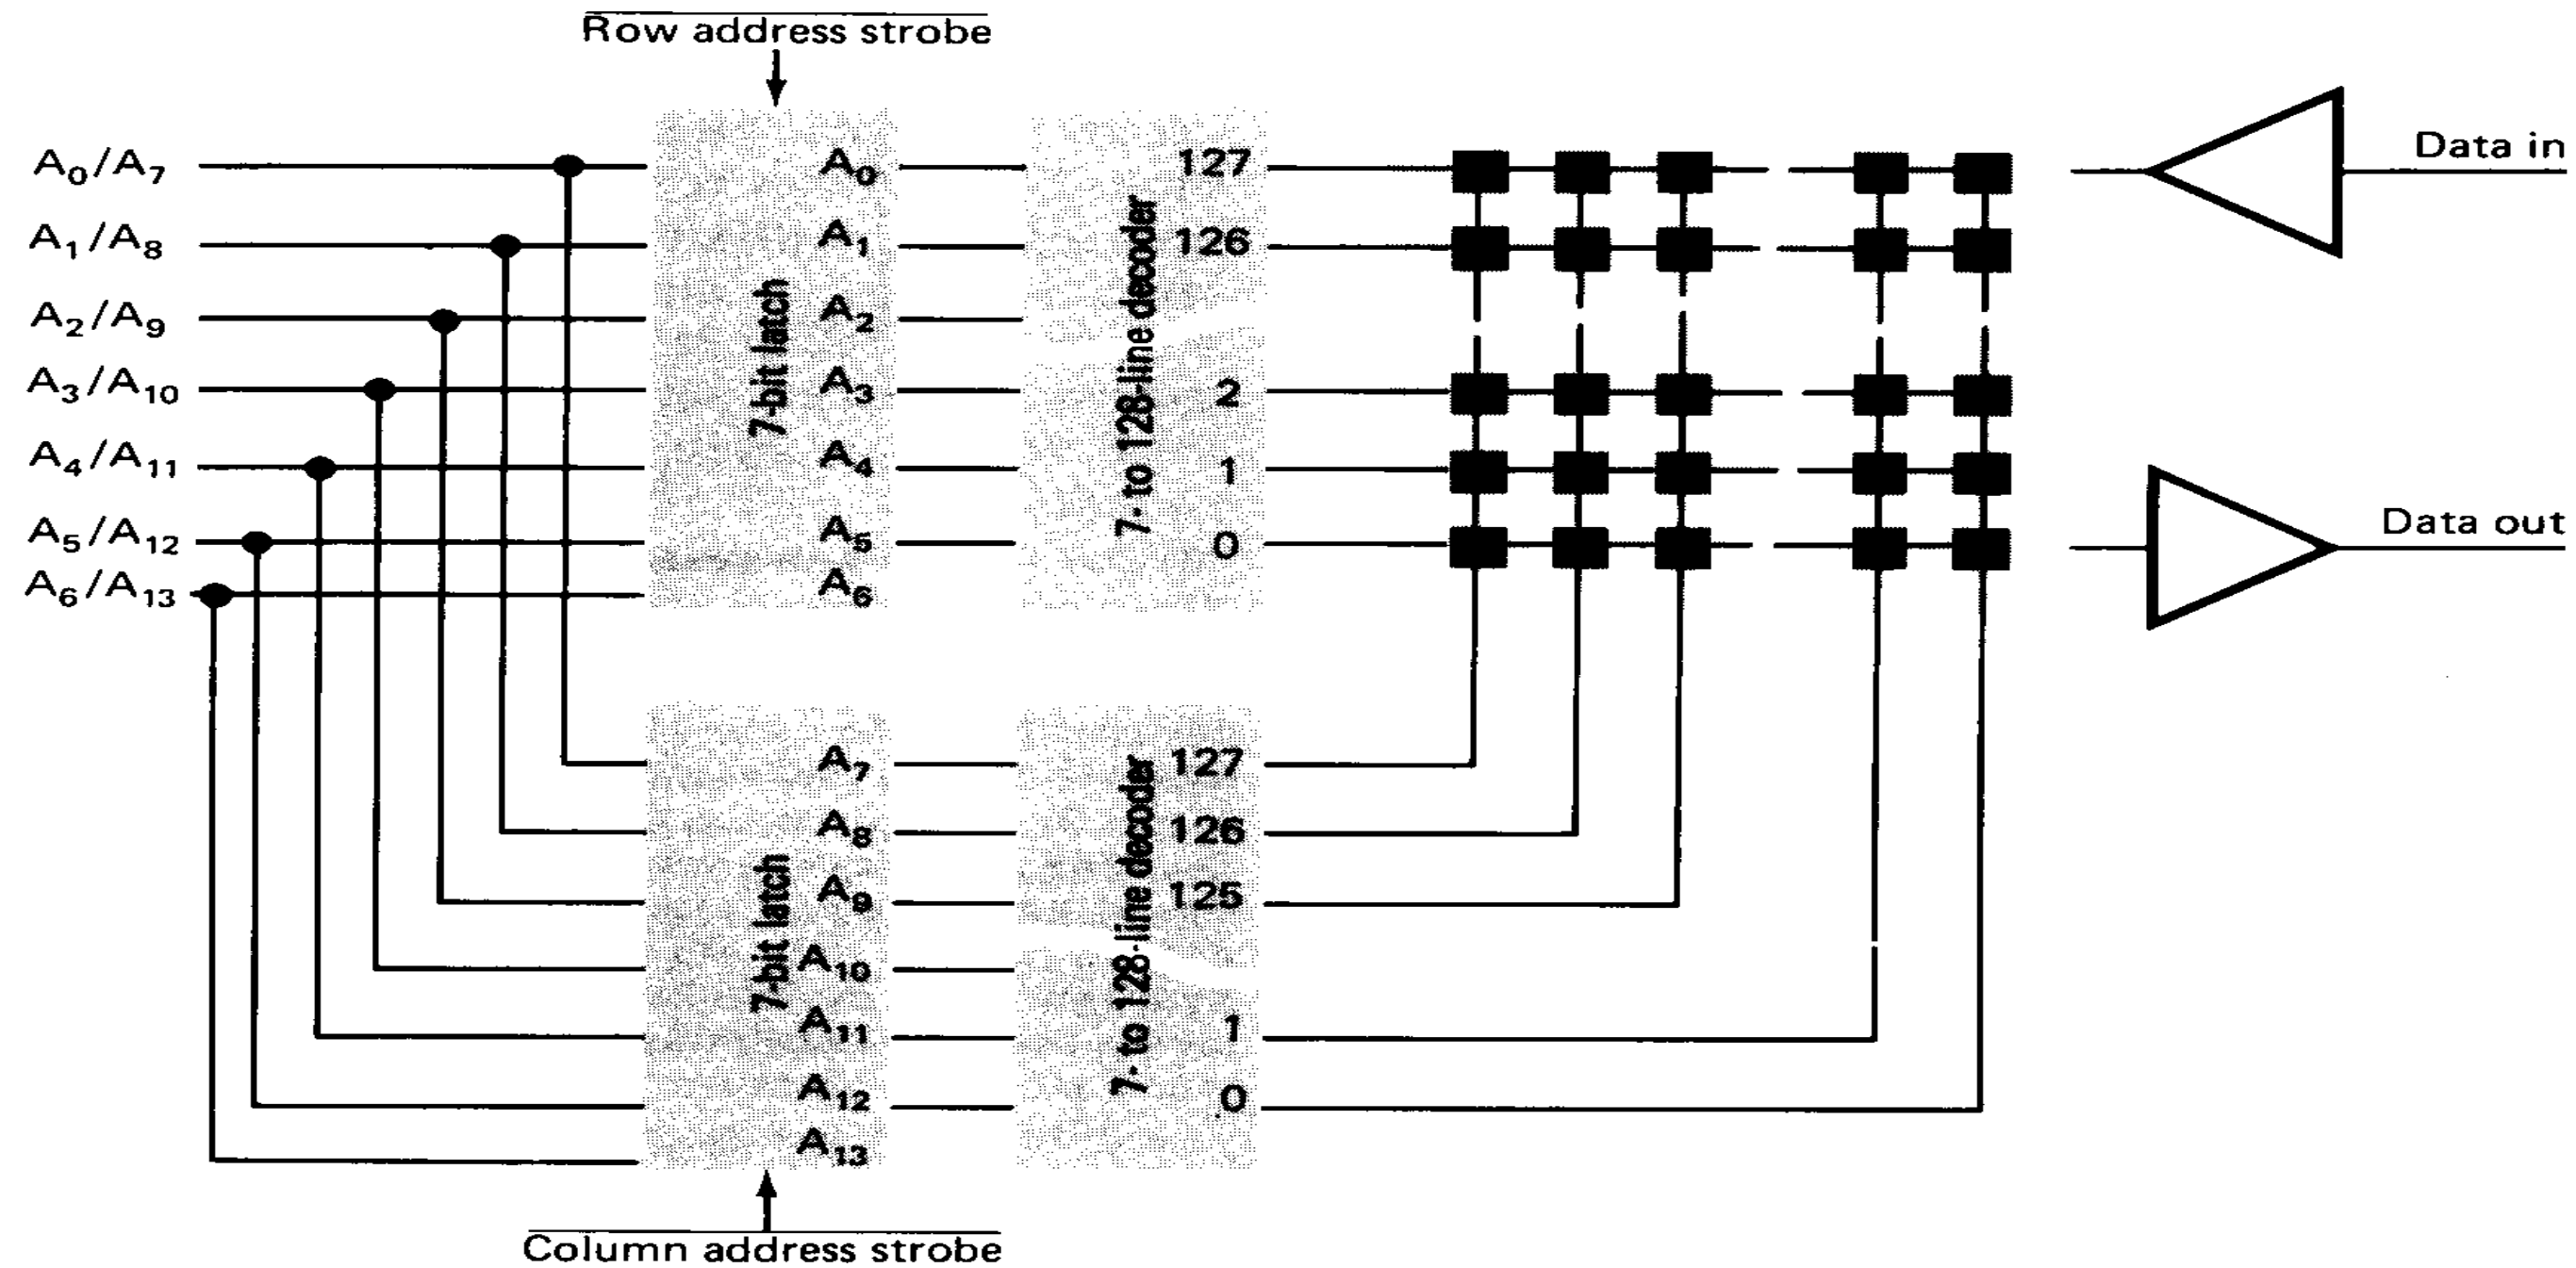 Row address strobe
A0/A7
A1/A8
A2/A9
A3/A10
A4/A11
A5/A12
A6/A13
7-bit latch
A0
A1
A2
A3
A4
A5
A6
7- to 128-line decoder
127
126
2
1
0
Data in
Data out
7-bit latch
A7
A8
A9
A10
A11
A12
A13
7- to 128-line decoder
127
126
125
1
0
Column address strobe